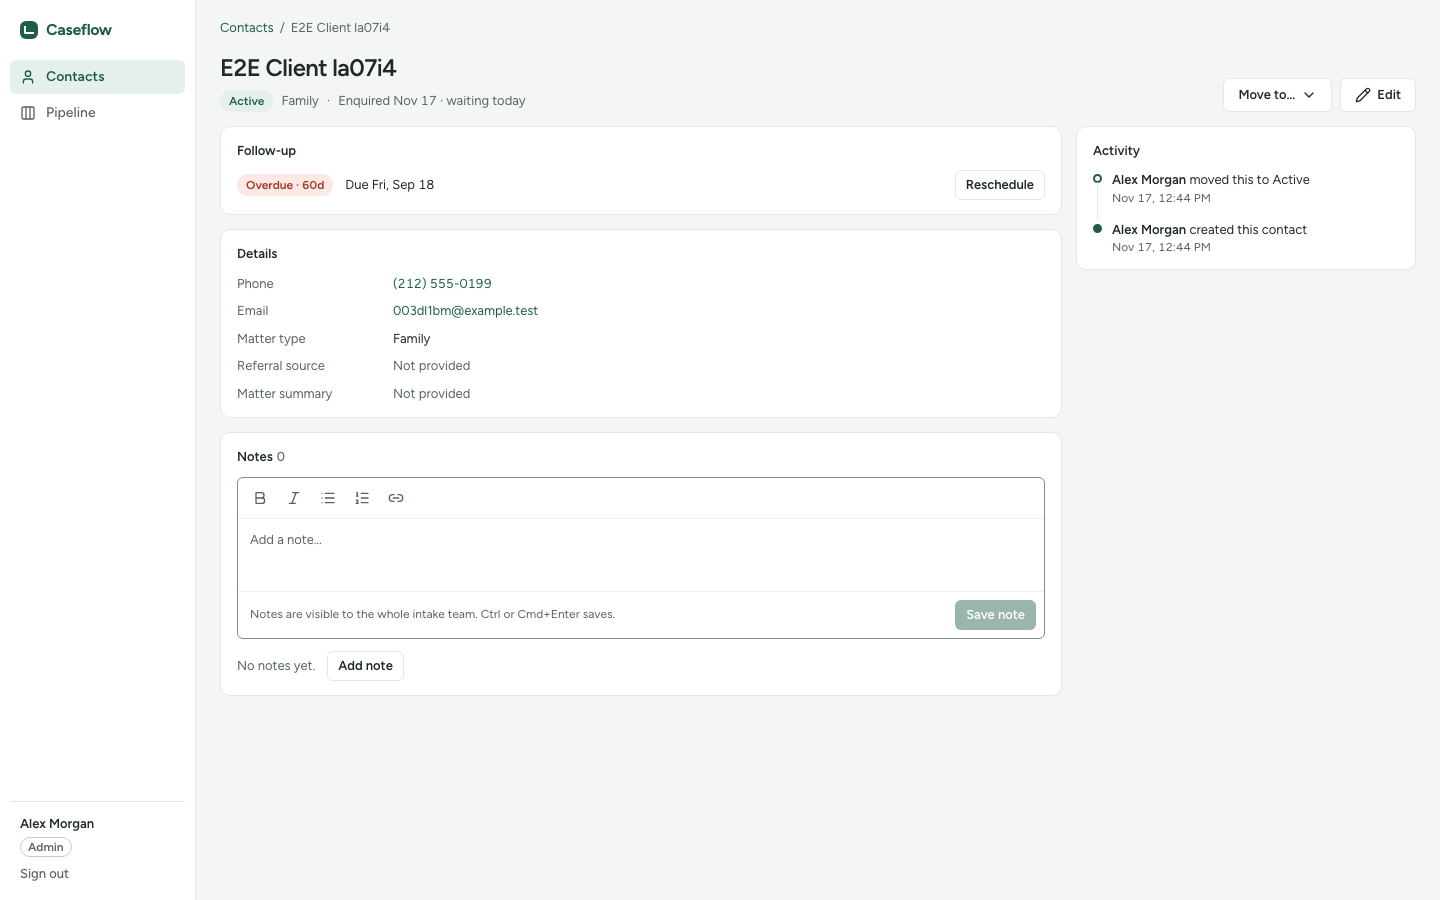 Caseflow
Contacts
Pipeline
Alex Morgan
Admin
Sign out
Contacts / E2E Client la07i4
E2E Client la07i4
Active Family · Enquired Nov 17 · waiting today
Move to... Edit
Follow-up
Overdue · 60d Due Fri, Sep 18 Reschedule
Details
Phone (212) 555-0199
Email 003dl1bm@example.test
Matter type Family
Referral source Not provided
Matter summary Not provided
Notes 0
Add a note...
Notes are visible to the whole intake team. Ctrl or Cmd+Enter saves. Save note
No notes yet. Add note
Activity
Alex Morgan moved this to Active
Nov 17, 12:44 PM
Alex Morgan created this contact
Nov 17, 12:44 PM